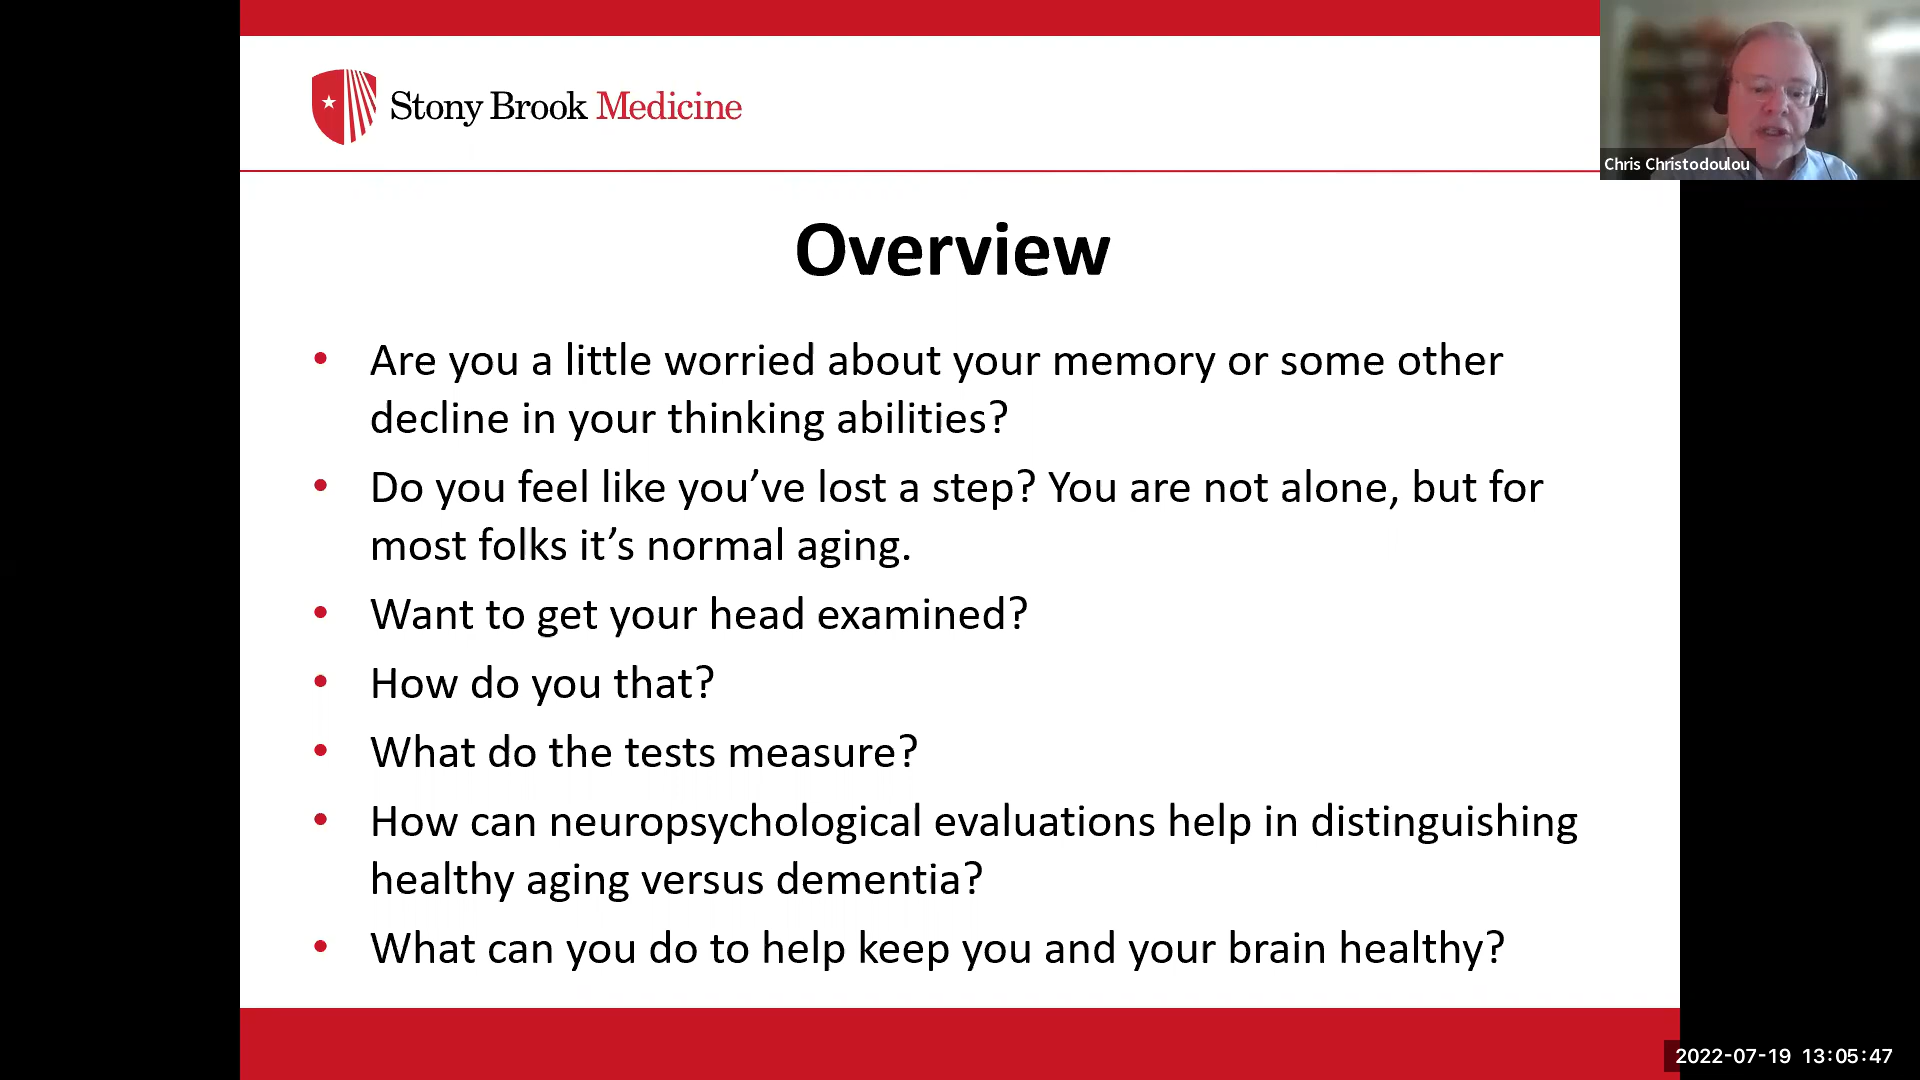 Stony Brook Medicine
Chris Christodoulou
Overview
• Are you a little worried about your memory or some other
decline in your thinking abilities?
• Do you feel like you’ve lost a step? You are not alone, but for
most folks it’s normal aging.
• Want to get your head examined?
• How do you that?
• What do the tests measure?
• How can neuropsychological evaluations help in distinguishing
healthy aging versus dementia?
• What can you do to help keep you and your brain healthy?
2022-07-19 13:05:47